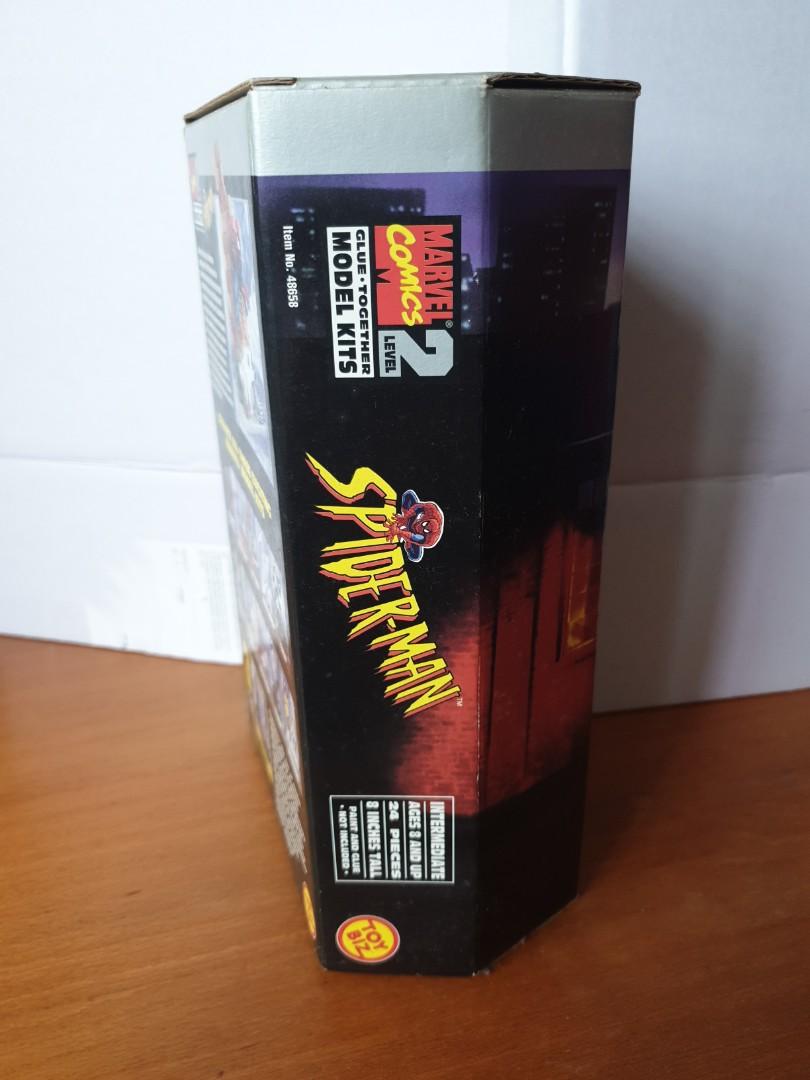 MARVEL®
COMICS
M
LEVEL
2
GLUE•TOGETHER
MODEL KITS
Item No. 48658
SPIDER-MAN™
INTERMEDIATE
AGES 8 AND UP
24 PIECES
8 INCHES TALL
PAINT AND GLUE
• NOT INCLUDED •
TOY
BIZ